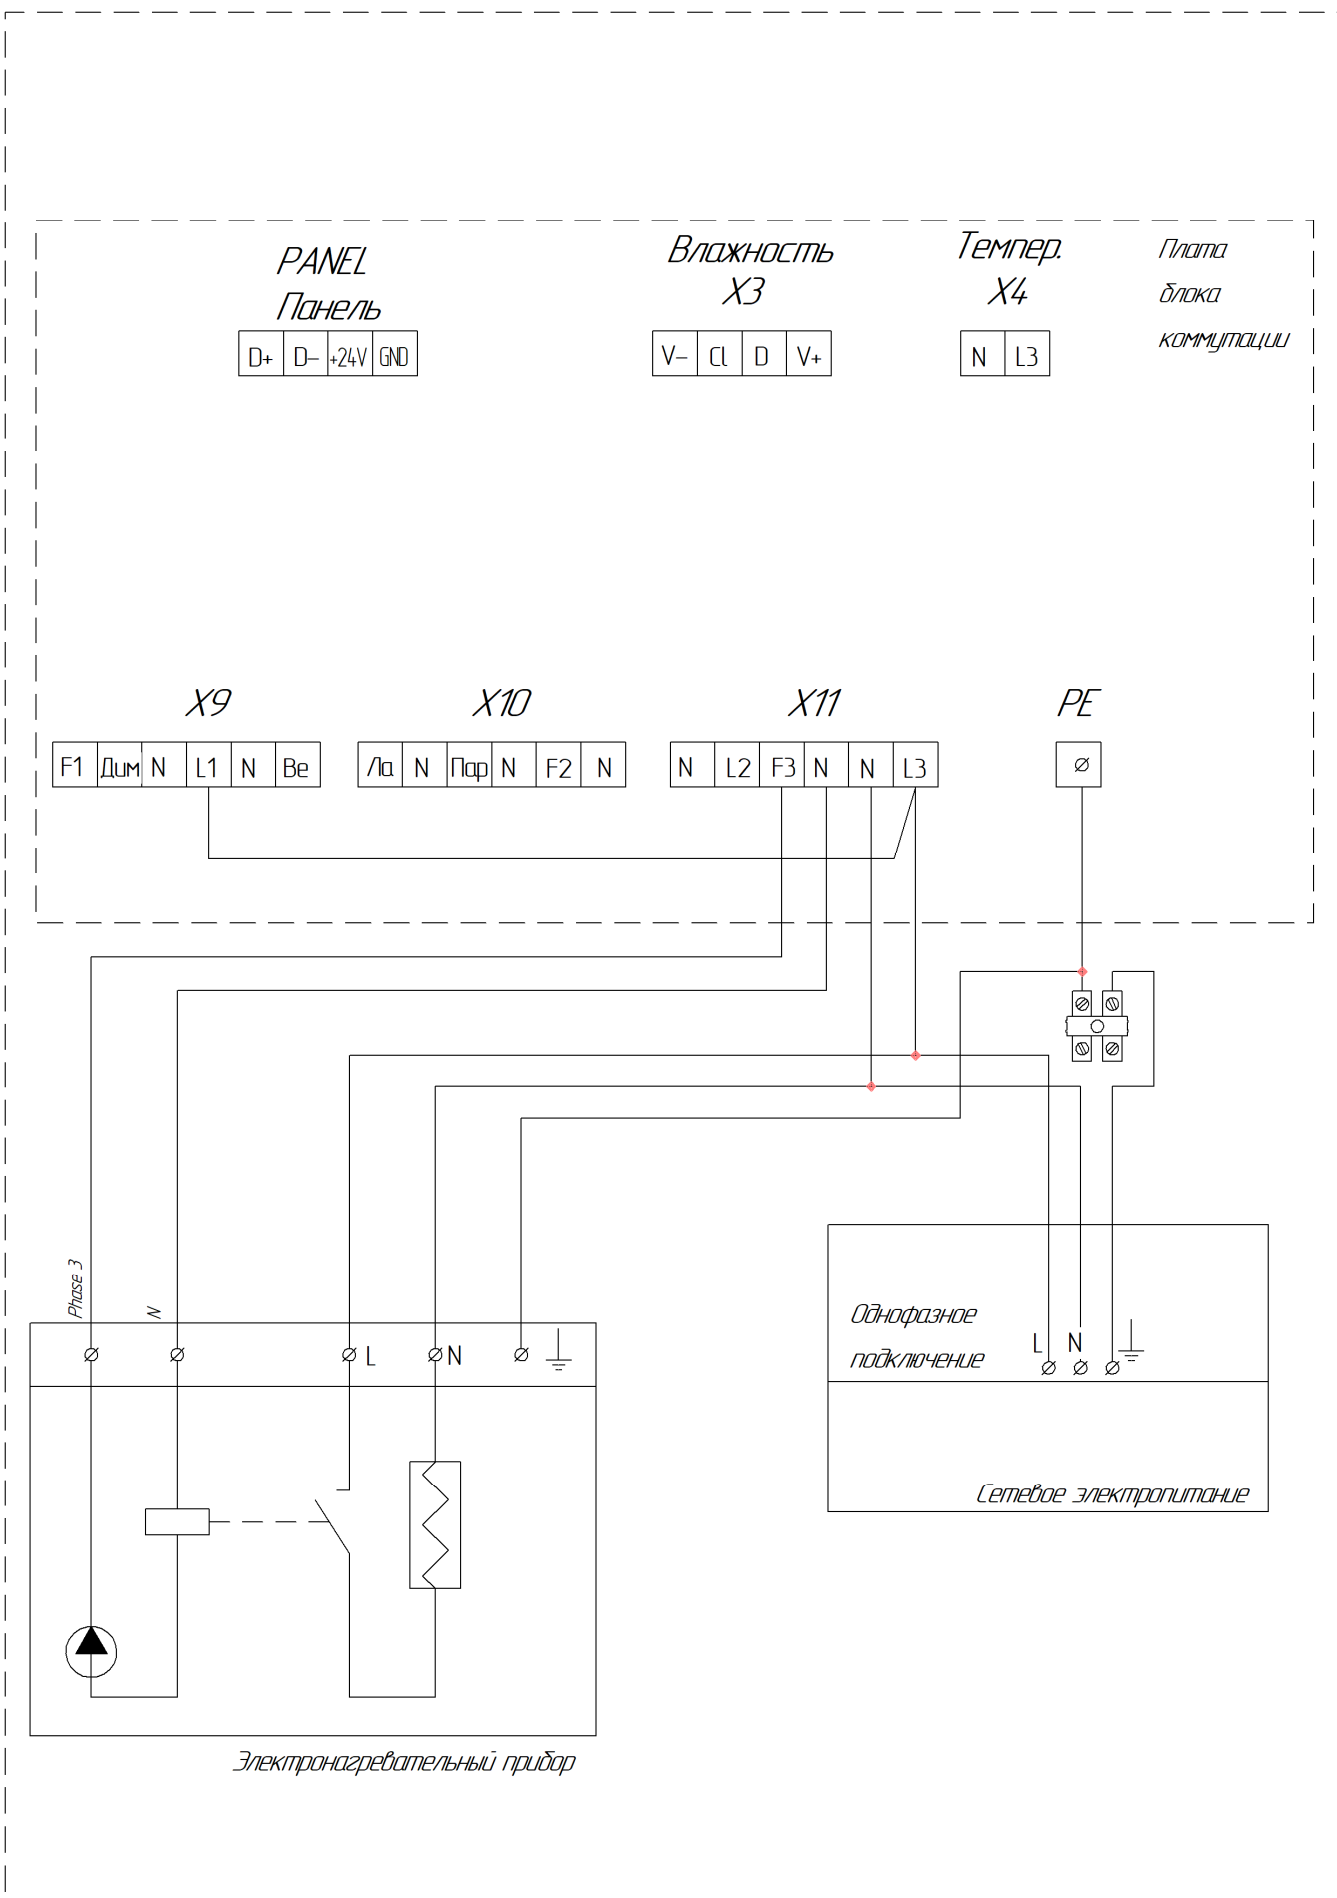 PANEL
Панель
D+ D- +24V GND
Влажность
X3
V- Cl D V+
Темпер.
X4
N L3
Плата
блока
коммутации
X9
F1 Дим N L1 N Ве
X10
Ла N Пар N F2 N
X11
N L2 F3 N N L3
PE
Phase 3
N
L
N
Однофазное
подключение
L N
Сетевое электропитание
Электронагревательный прибор